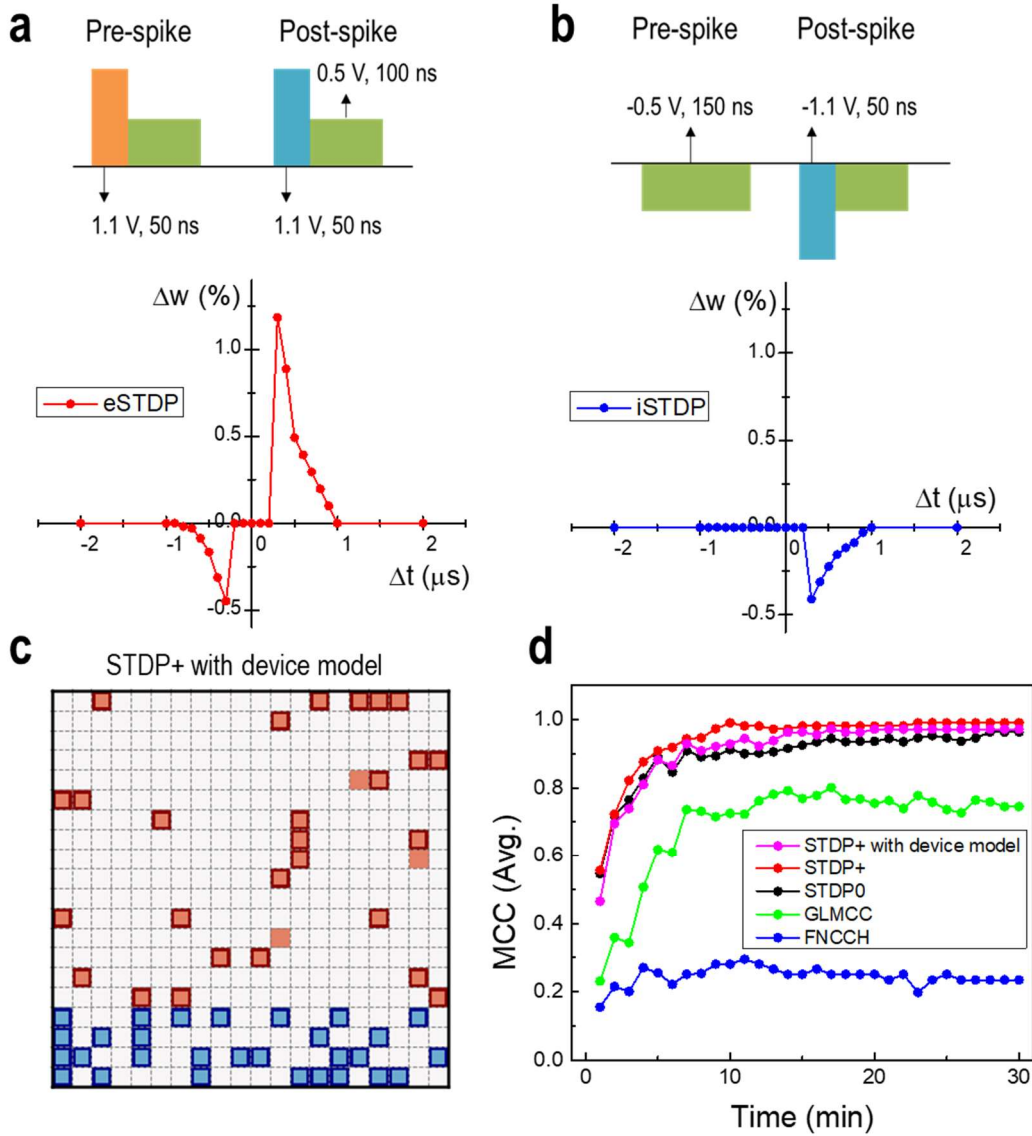 a
Pre-spike
Post-spike
0.5 V, 100 ns
1.1 V, 50 ns
1.1 V, 50 ns
Δw (%)
1.0
eSTDP
0.5
0.0
-2
-1
0
1
2
Δt (μs)
-0.5
b
Pre-spike
Post-spike
-0.5 V, 150 ns
-1.1 V, 50 ns
Δw (%)
1.0
iSTDP
0.5
Δt (μs)
0.0
-2
-1
0
1
2
-0.5
c
STDP+ with device model
d
MCC (Avg.)
1.0
0.8
0.6
0.4
0.2
0.0
STDP+ with device model
STDP+
STDP0
GLMCC
FNCCH
0
10
20
30
Time (min)